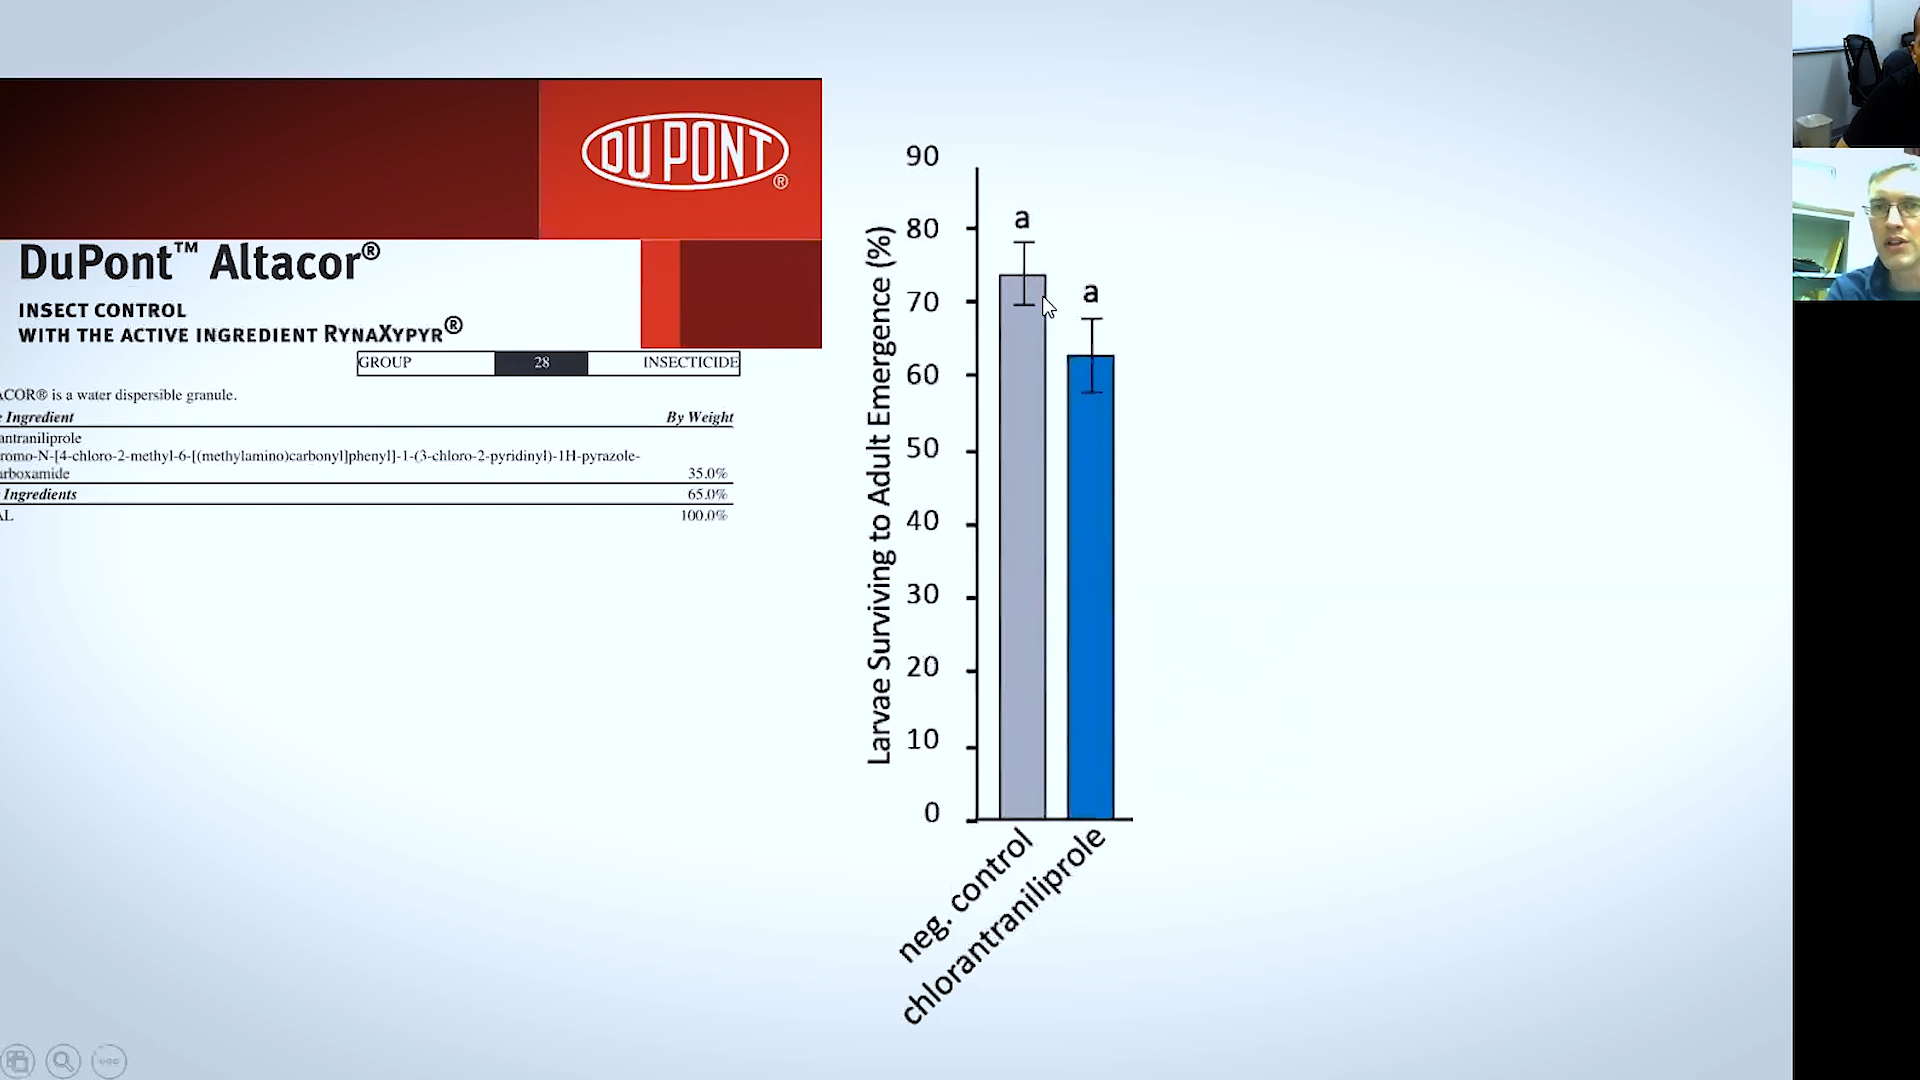 DU PONT
®
DuPont™ Altacor®
INSECT CONTROL
WITH THE ACTIVE INGREDIENT RYNAXYPYR®
GROUP 28 INSECTICIDE
ACOR® is a water dispersible granule.
Ingredient By Weight
antraniliprole
romo-N-[4-chloro-2-methyl-6-[(methylamino)carbonyl]phenyl]-1-(3-chloro-2-pyridinyl)-1H-pyrazole-
arboxamide 35.0%
Ingredients 65.0%
AL 100.0%
Larvae Surviving to Adult Emergence (%)
90
80
70
60
50
40
30
20
10
0
a
a
neg. control
chlorantraniliprole